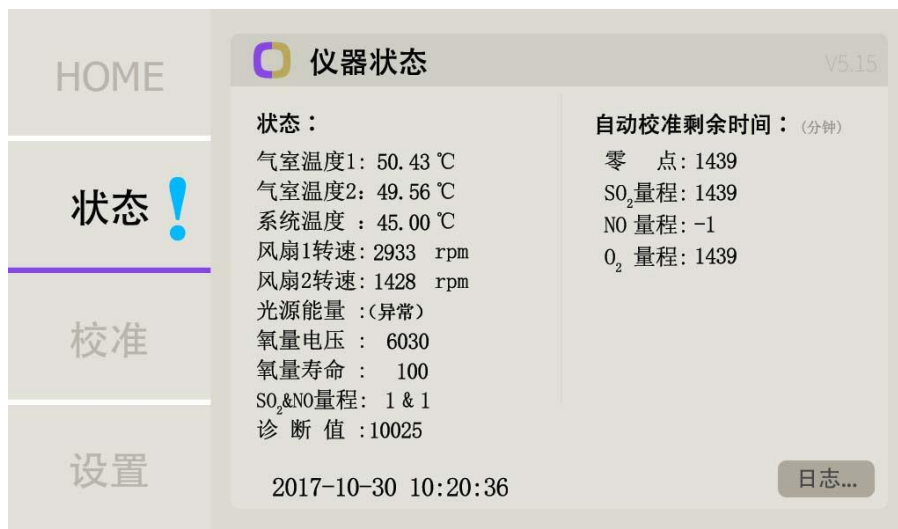 HOME
状态!
校准
设置
仪器状态
V5.15
状态：
气室温度1: 50.43 ℃
气室温度2: 49.56 ℃
系统温度 : 45.00 ℃
风扇1转速: 2933 rpm
风扇2转速: 1428 rpm
光源能量 :(异常)
氧量电压 : 6030
氧量寿命 : 100
SO₂&NO量程: 1 & 1
诊 断 值 :10025
2017-10-30 10:20:36
自动校准剩余时间：(分钟)
零 点: 1439
SO₂量程: 1439
NO 量程: -1
O₂ 量程: 1439
日志...